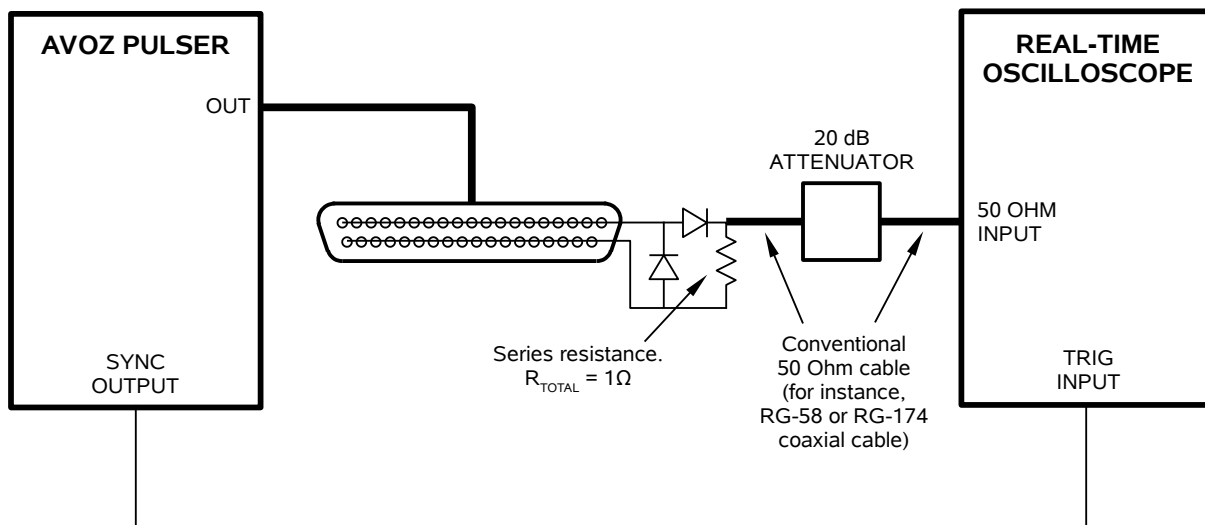 AVOZ PULSER
OUT
SYNC
OUTPUT
Series resistance.
RTOTAL = 1Ω
20 dB
ATTENUATOR
Conventional
50 Ohm cable
(for instance,
RG-58 or RG-174
coaxial cable)
REAL-TIME
OSCILLOSCOPE
50 OHM
INPUT
TRIG
INPUT